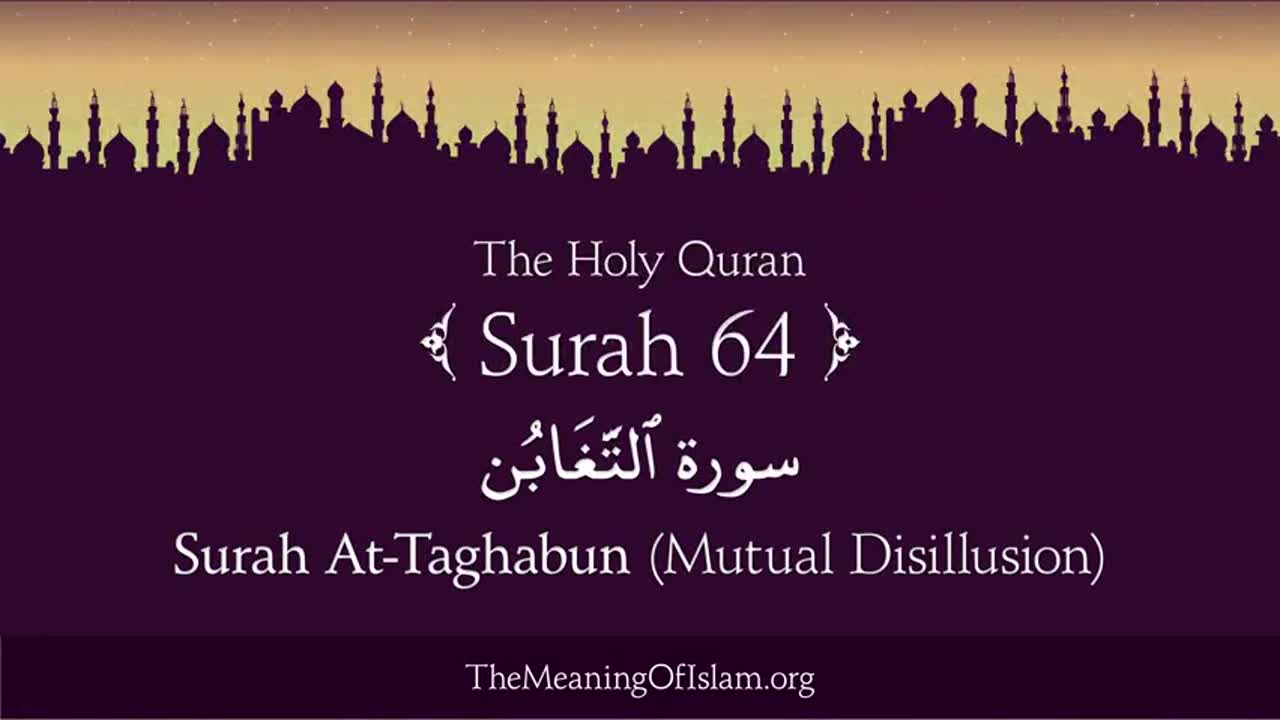 The Holy Quran
Surah 64
سورة ٱلتَّغَابُن
Surah At-Taghabun (Mutual Disillusion)
TheMeaningOfIslam.org